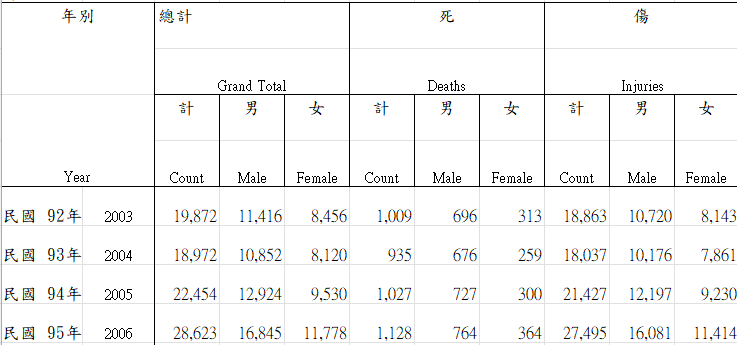 年別 總計 死 傷
Grand Total Deaths Injuries
計 男 女 計 男 女 計 男 女
Year Count Male Female Count Male Female Count Male Female
民國 92年 2003 19,872 11,416 8,456 1,009 696 313 18,863 10,720 8,143
民國 93年 2004 18,972 10,852 8,120 935 676 259 18,037 10,176 7,861
民國 94年 2005 22,454 12,924 9,530 1,027 727 300 21,427 12,197 9,230
民國 95年 2006 28,623 16,845 11,778 1,128 764 364 27,495 16,081 11,414